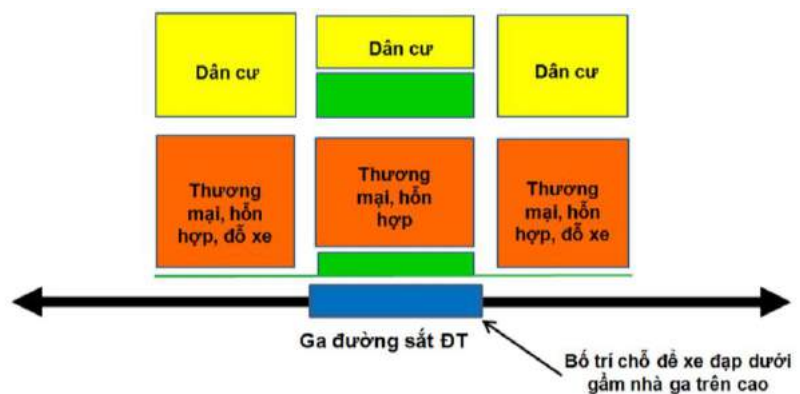 Dân cư
Dân cư
Dân cư
Thương
mại, hỗn
hợp, đỗ xe
Thương
mại, hỗn
hợp
Thương
mại, hỗn
hợp, đỗ xe
Ga đường sắt ĐT
Bố trí chỗ để xe đạp dưới
gầm nhà ga trên cao